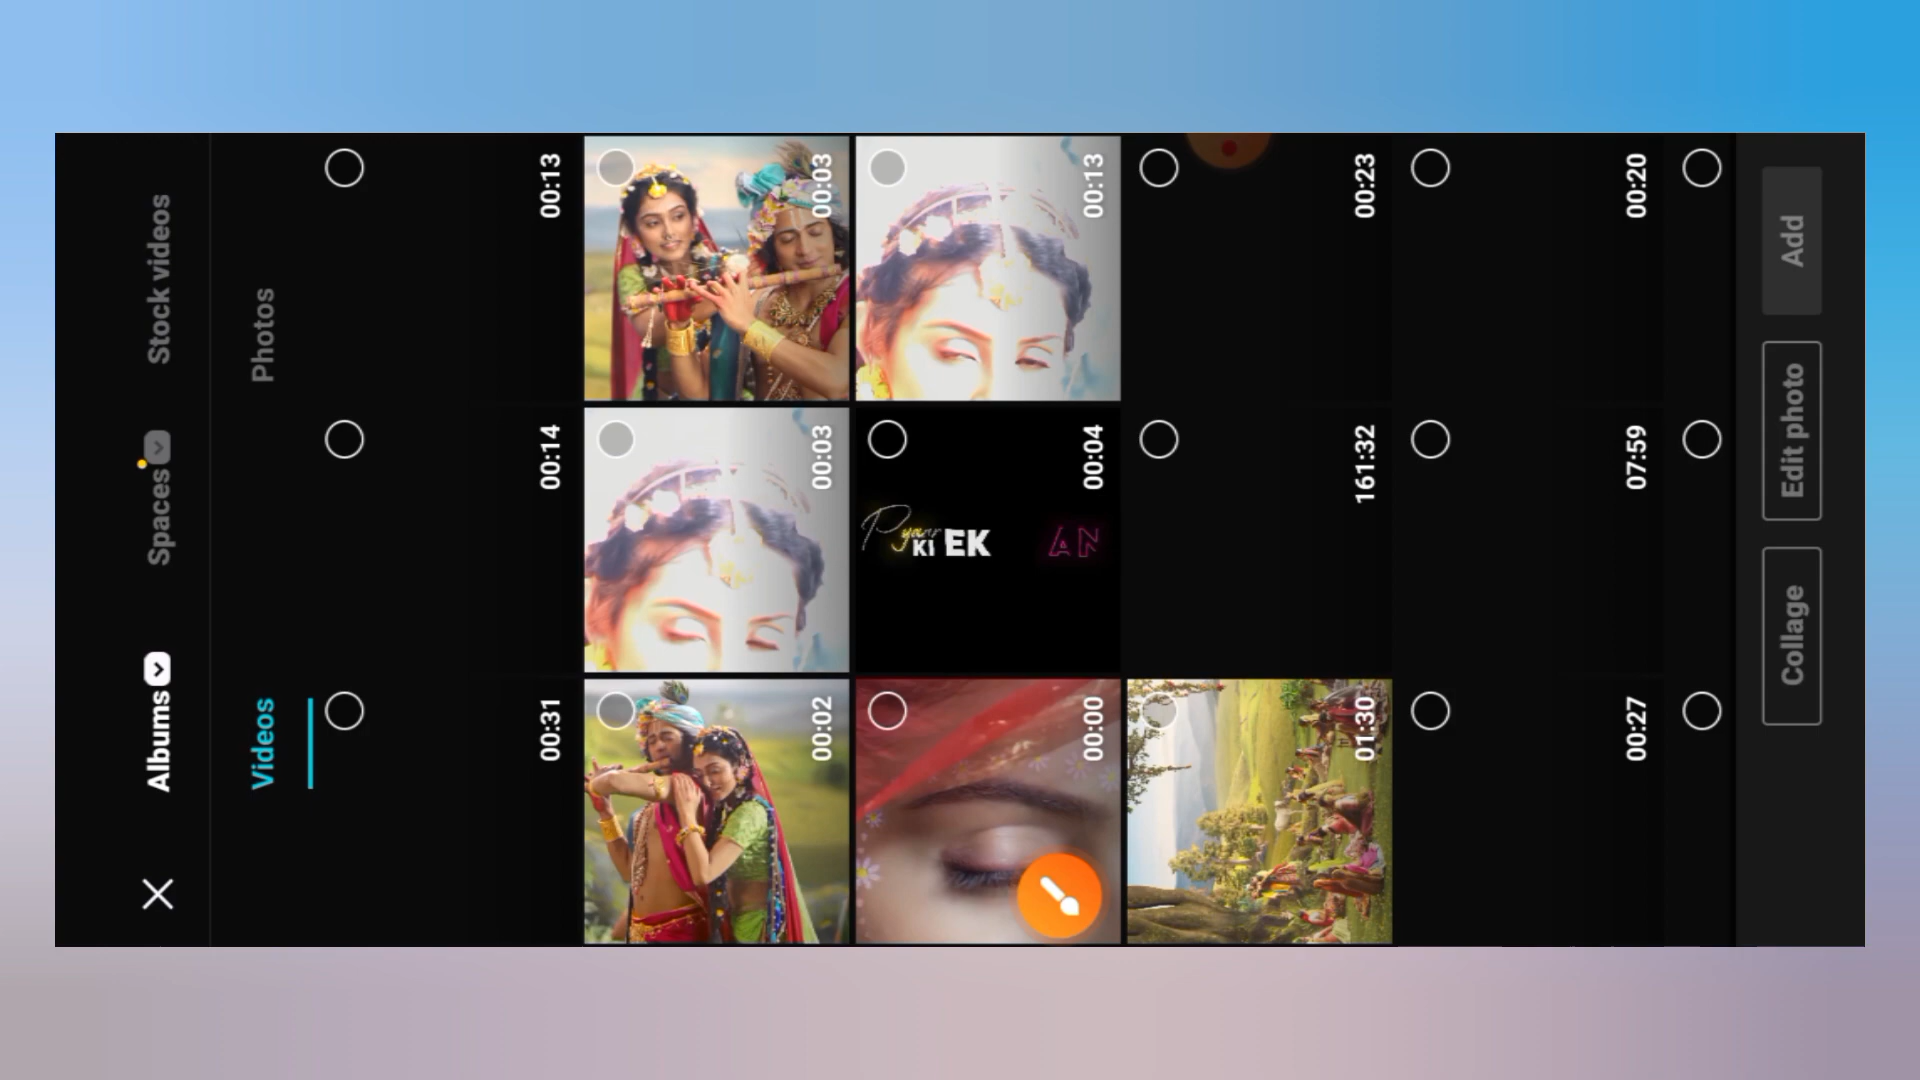 Albums Spaces Stock videos
Videos Photos
00:31 00:14 00:13
00:02 00:03 00:03
00:00 00:04 00:13
Pyaar KI EK AN
01:30 161:32 00:23
00:27 07:59 00:20
Collage Edit photo Add